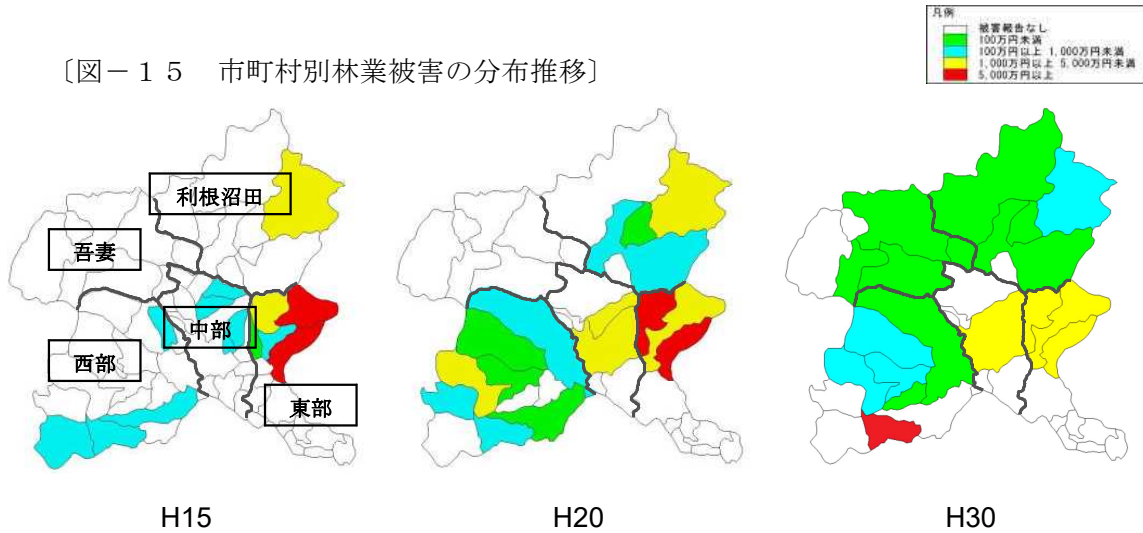 凡例
被害報告なし
100万円未満
100万円以上 1,000万円未満
1,000万円以上 5,000万円未満
5,000万円以上
〔図－１５ 市町村別林業被害の分布推移〕
利根沼田
吾妻
中部
西部
東部
H15
H20
H30